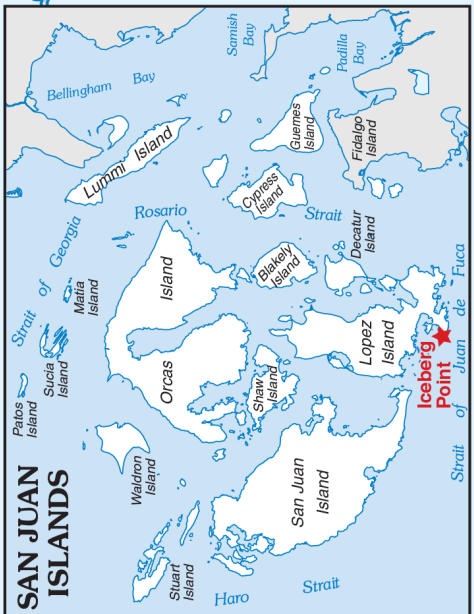 SAN JUAN
ISLANDS
Patos
Island
Sucia
Island
Matia
Island
Strait of Georgia
Bellingham Bay
Samish
Bay
Padilla
Bay
Lummi Island
Guemes
Island
Fidalgo
Island
Cypress
Island
Rosario Strait
Decatur
Island
Blakely
Island
Orcas Island
Waldron
Island
Shaw
Island
Lopez
Island
Iceberg
Point
San Juan
Island
Stuart
Island
Haro Strait
Strait of Juan de Fuca